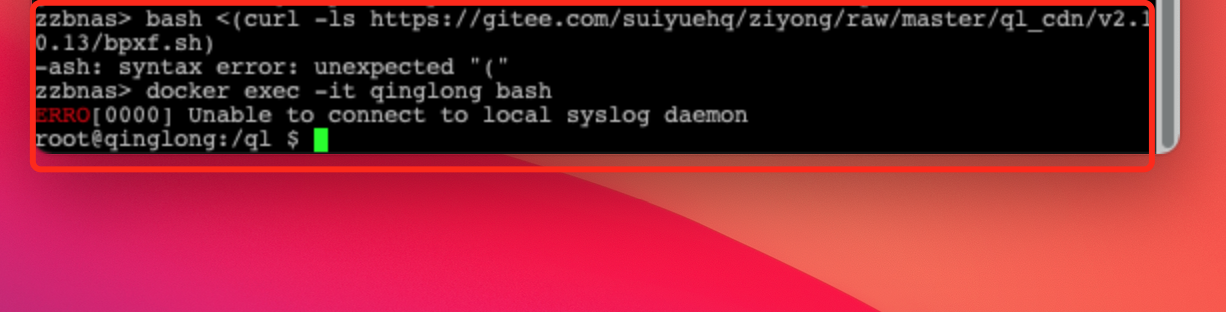 zzbnas> bash <(curl -ls https://gitee.com/suiyuehq/ziyong/raw/master/ql_cdn/v2.1
0.13/bpxf.sh)
-ash: syntax error: unexpected "("
zzbnas> docker exec -it qinglong bash
ERRO[0000] Unable to connect to local syslog daemon
root@qinglong:/ql $